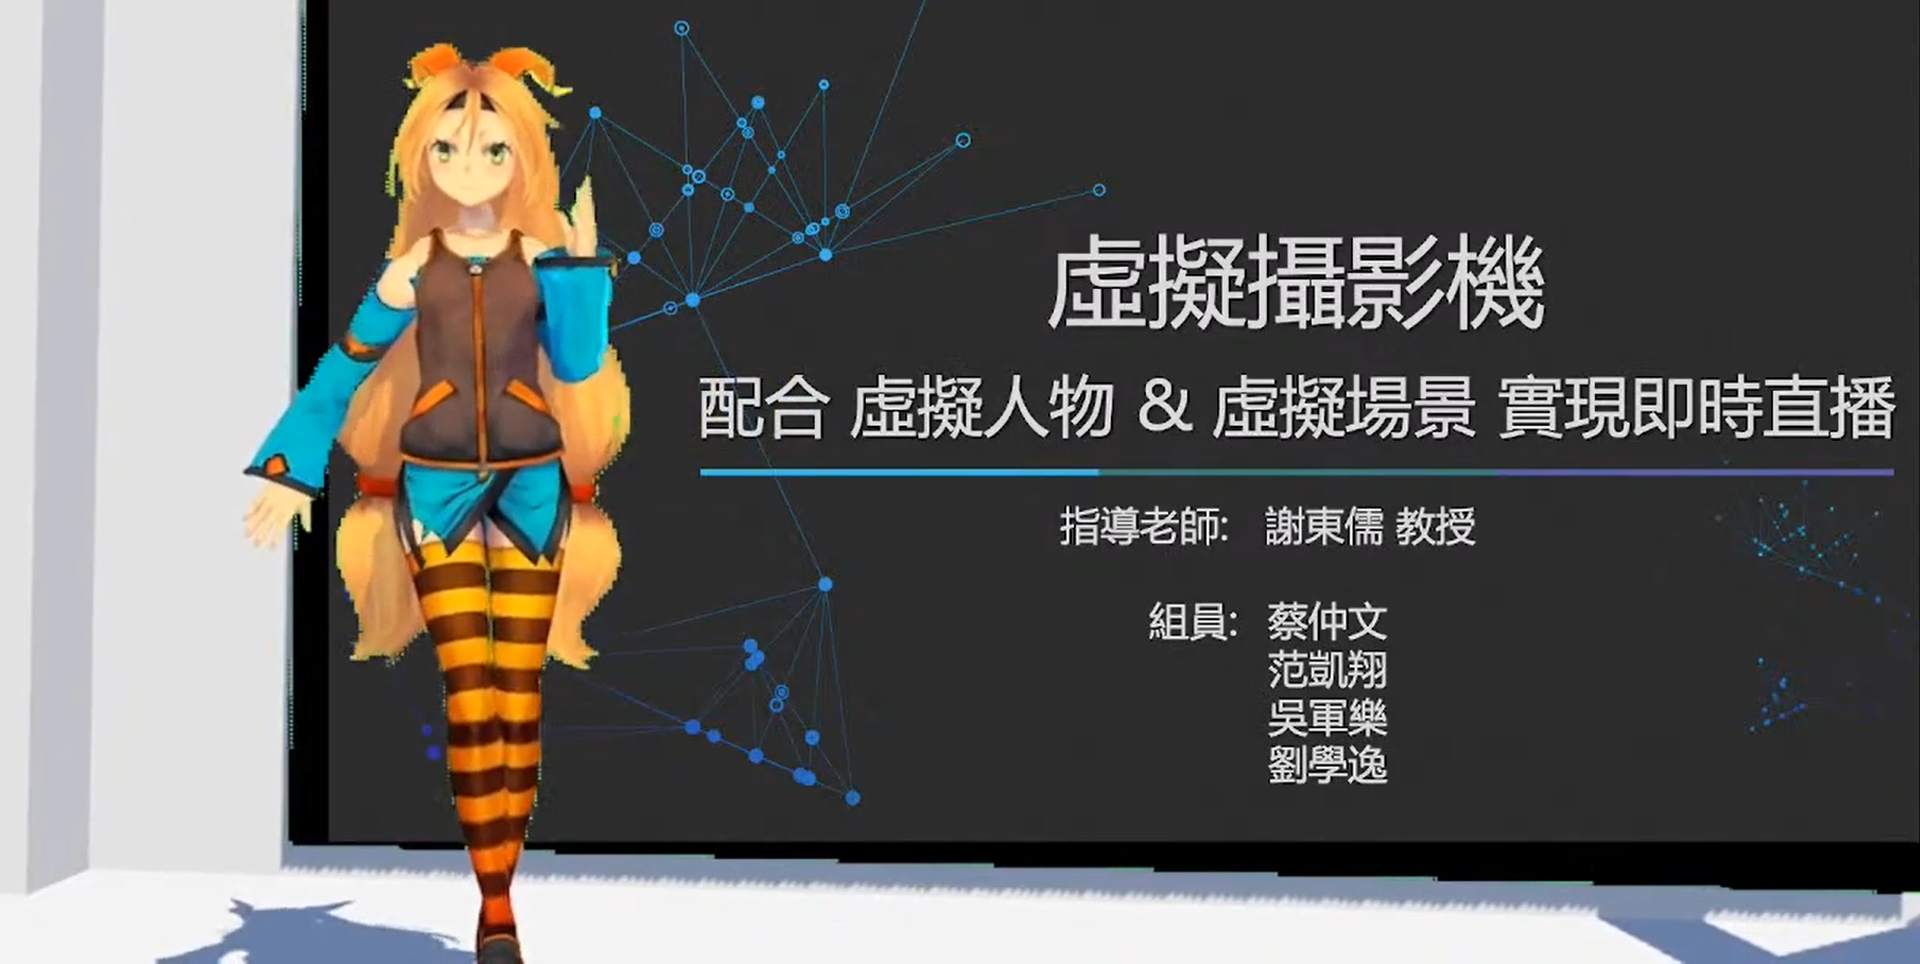 虛擬攝影機
配合 虛擬人物 & 虛擬場景 實現即時直播
指導老師: 謝東儒 教授
組員: 蔡仲文
范凱翔
吳軍樂
劉學逸